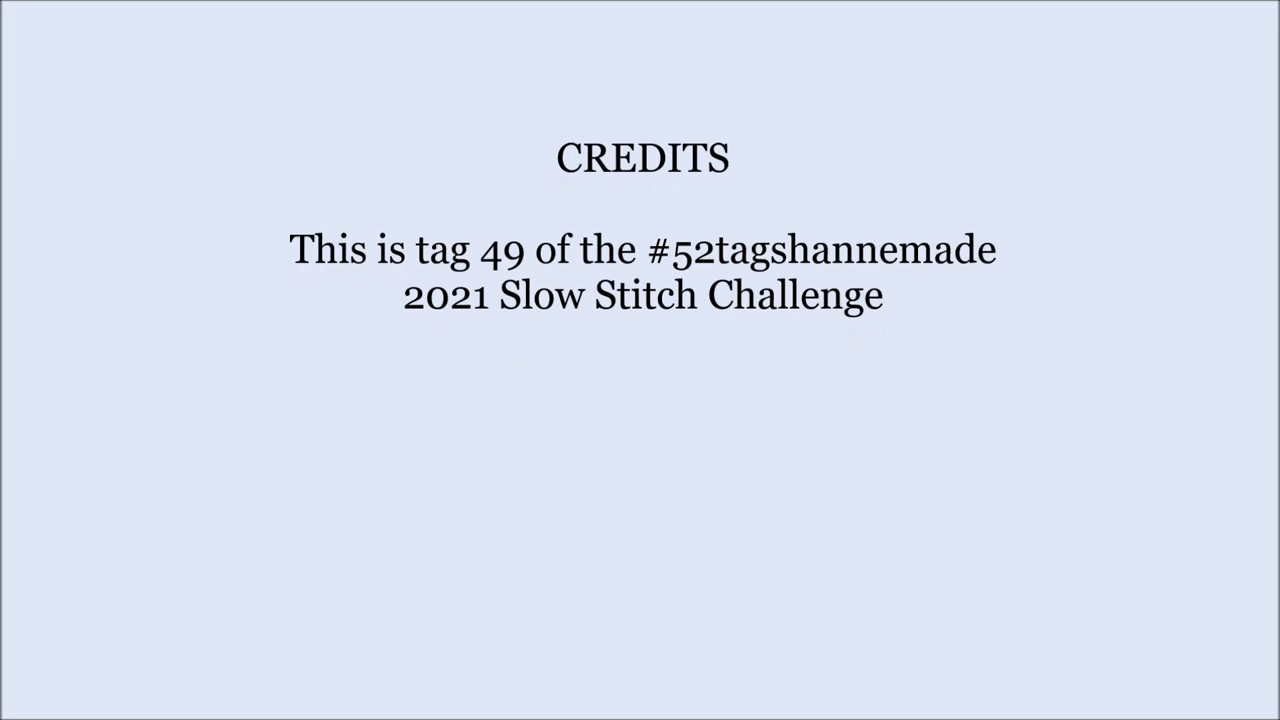 CREDITS
This is tag 49 of the #52tagshannemade
2021 Slow Stitch Challenge